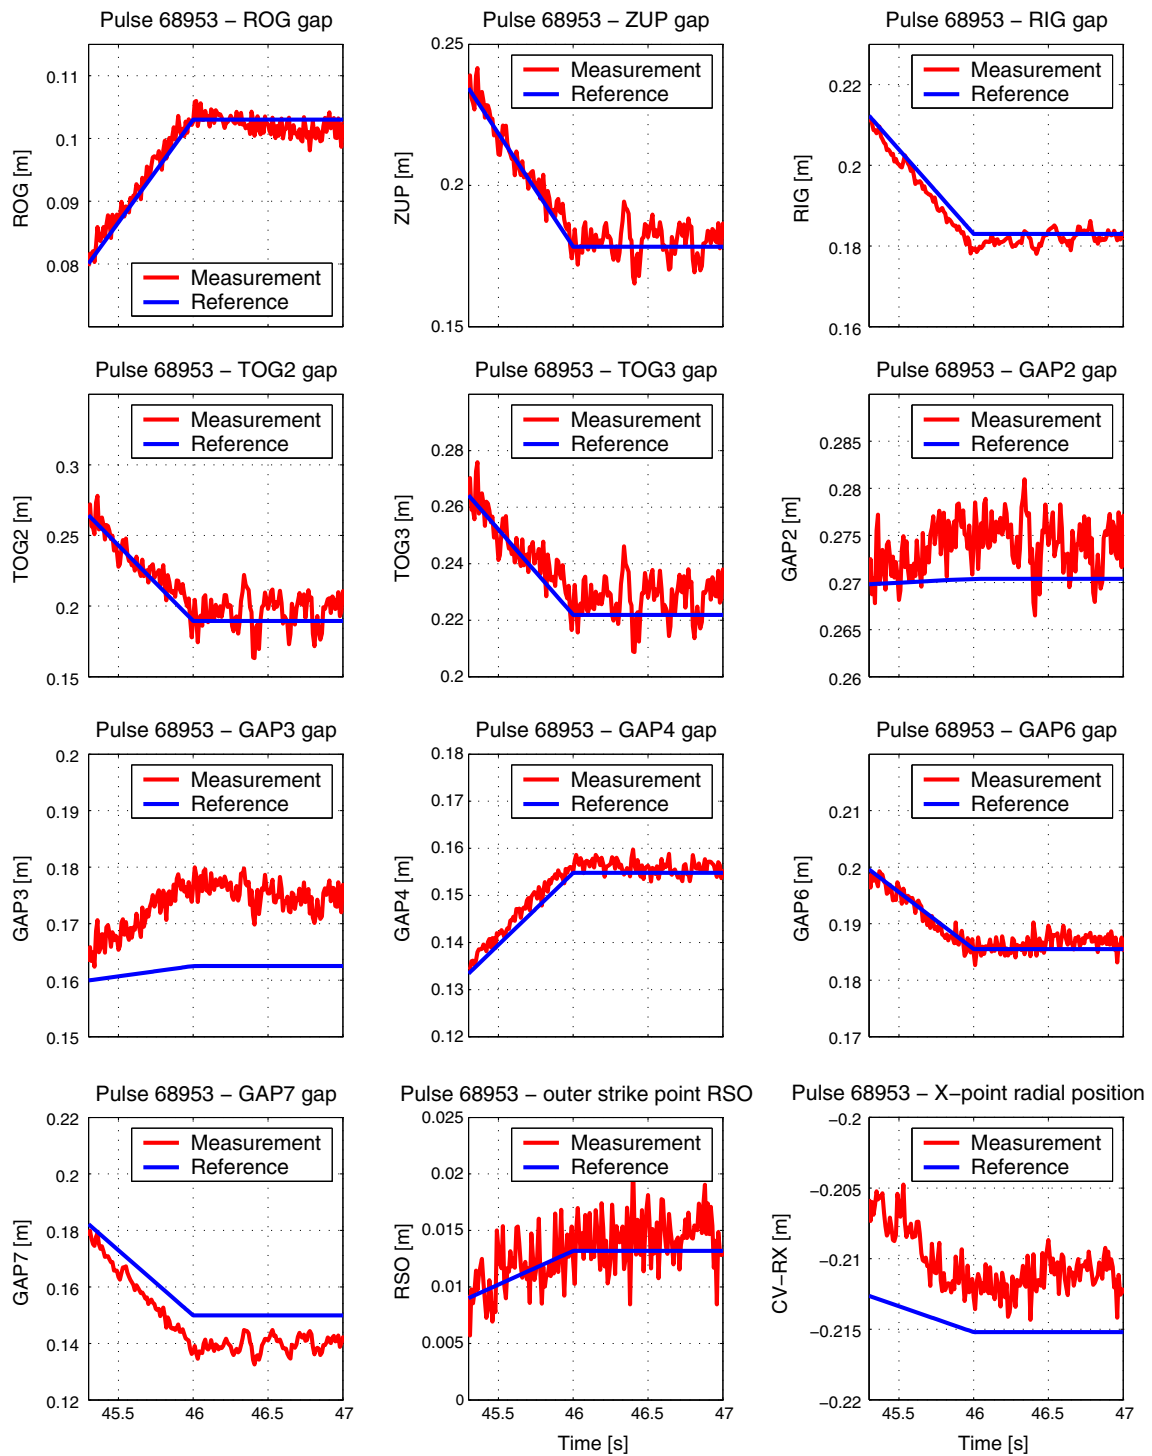 Pulse 68953 − ROG gap
0.11
0.1
0.09
0.08
ROG [m]
Measurement
Reference
Pulse 68953 − ZUP gap
0.25
0.2
0.15
ZUP [m]
Measurement
Reference
Pulse 68953 − RIG gap
0.22
0.2
0.18
0.16
RIG [m]
Measurement
Reference
Pulse 68953 − TOG2 gap
0.3
0.25
0.2
0.15
TOG2 [m]
Measurement
Reference
Pulse 68953 − TOG3 gap
0.28
0.26
0.24
0.22
0.2
TOG3 [m]
Measurement
Reference
Pulse 68953 − GAP2 gap
0.285
0.28
0.275
0.27
0.265
0.26
GAP2 [m]
Measurement
Reference
Pulse 68953 − GAP3 gap
0.2
0.19
0.18
0.17
0.16
0.15
GAP3 [m]
Measurement
Reference
Pulse 68953 − GAP4 gap
0.18
0.17
0.16
0.15
0.14
0.13
0.12
GAP4 [m]
Measurement
Reference
Pulse 68953 − GAP6 gap
0.21
0.2
0.19
0.18
0.17
GAP6 [m]
Measurement
Reference
Pulse 68953 − GAP7 gap
0.22
0.2
0.18
0.16
0.14
0.12
GAP7 [m]
Measurement
Reference
45.5 46 46.5 47
Pulse 68953 − outer strike point RSO
0.025
0.02
0.015
0.01
0.005
0
RSO [m]
Measurement
Reference
45.5 46 46.5 47
Time [s]
Pulse 68953 − X−point radial position
−0.2
−0.205
−0.21
−0.215
−0.22
CV−RX [m]
Measurement
Reference
45.5 46 46.5 47
Time [s]